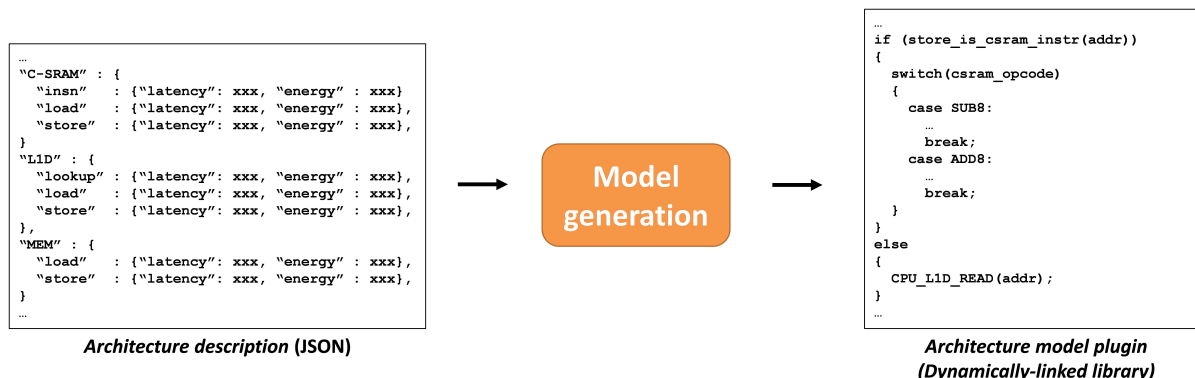 …
“C-SRAM” : {
“insn” : {“latency”: xxx, “energy” : xxx}
“load” : {“latency”: xxx, “energy” : xxx},
“store” : {“latency”: xxx, “energy” : xxx},
}
“L1D” : {
“lookup” : {“latency”: xxx, “energy” : xxx},
“load” : {“latency”: xxx, “energy” : xxx},
“store” : {“latency”: xxx, “energy” : xxx},
},
“MEM” : {
“load” : {“latency”: xxx, “energy” : xxx},
“store” : {“latency”: xxx, “energy” : xxx},
}
…
Architecture description (JSON)
Model
generation
…
if (store_is_csram_instr(addr))
{
switch(csram_opcode)
{
case SUB8:
…
break;
case ADD8:
…
break;
}
}
else
{
CPU_L1D_READ(addr);
}
…
Architecture model plugin
(Dynamically-linked library)